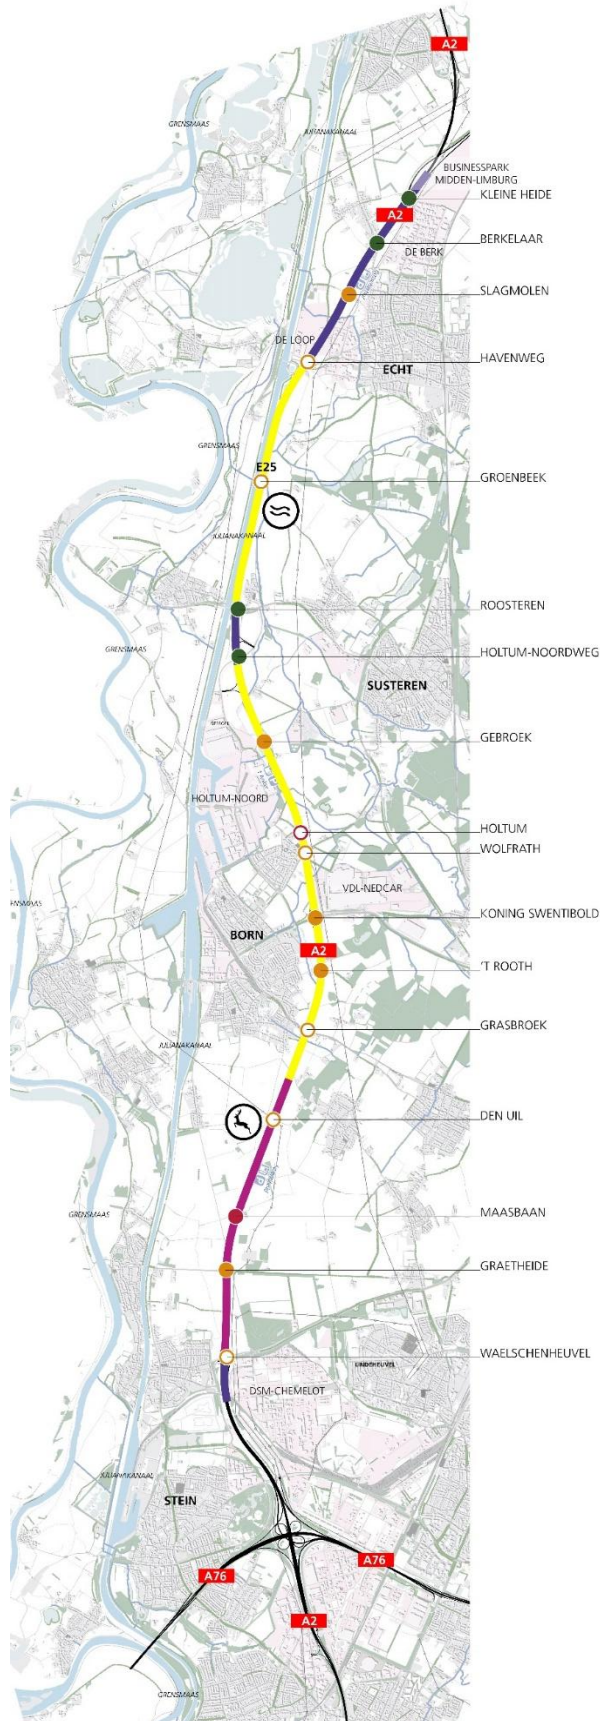 A2
GRENSMAAS
JULIANAKANAAL
BUSINESSPARK
MIDDEN-LIMBURG
KLEINE HEIDE
A2
BERKELAAR
DE BERK
SLAGMOLEN
DE LOOP
HAVENWEG
ECHT
GRENSMAAS
E25
GROENBEEK
JULIANAKANAAL
ROOSTEREN
GRENSMAAS
HOLTUM-NOORDWEG
SUSTEREN
GEBROEK
HOLTUM-NOORD
HOLTUM
WOLFRATH
VDL-NEDCAR
KONING SWENTIBOLD
BORN
A2
'T ROOTH
GRASBROEK
JULIANAKANAAL
DEN UIL
GRENSMAAS
MAASBAAN
GRAETHEIDE
WAELSCHENHEUVEL
LINDENHEUVEL
DSM-CHEMELOT
JULIANAKANAAL
STEIN
A76
A76
A2
GRENSMAAS